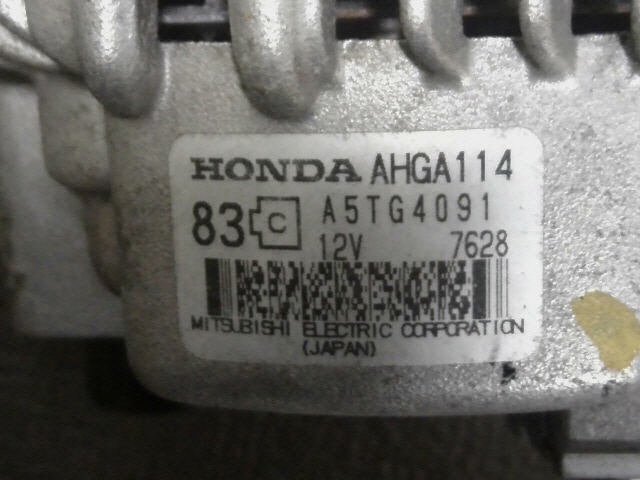 HONDA AHGA114
83 C A5TG4091
12V 7628
MITSUBISHI ELECTRIC CORPORATION
(JAPAN)